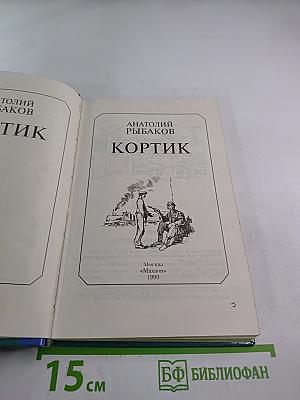 АТОЛИЙ
БАКОВ
ТИК
АНАТОЛИЙ
РЫБАКОВ
КОРТИК
Москва
«Махаон»
1999
15 см
БФ БИБЛИОФАН